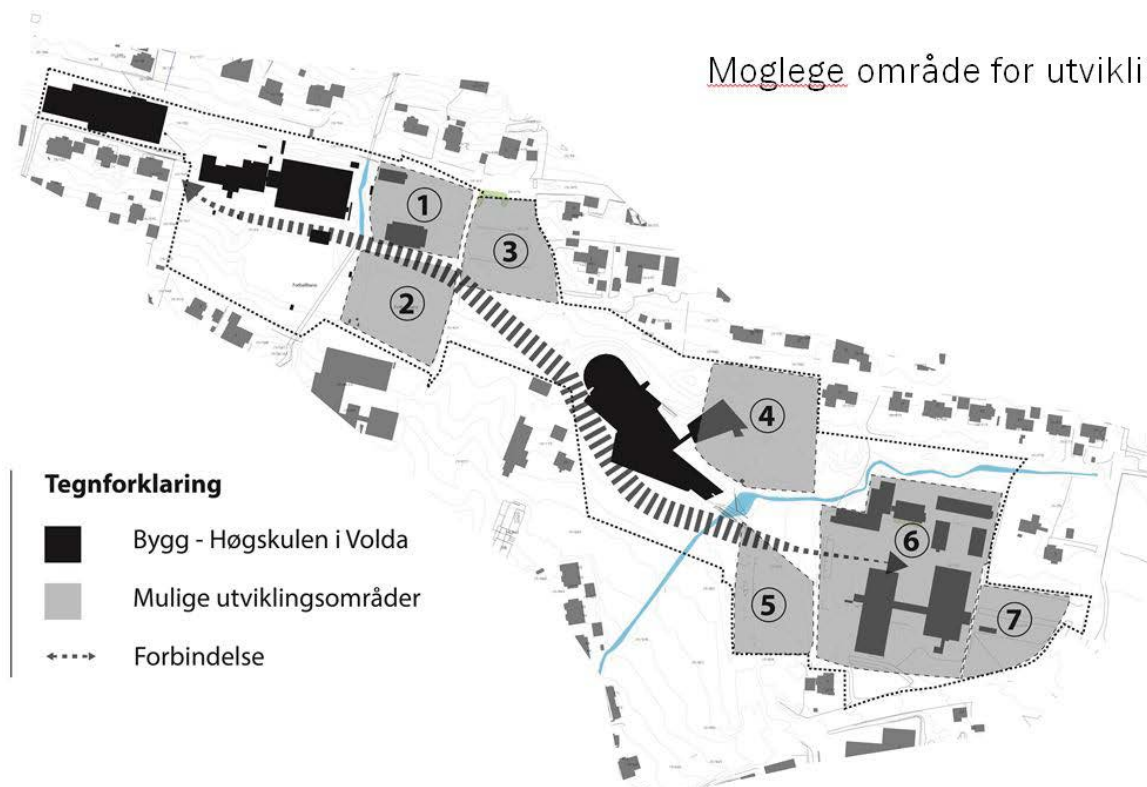 Moglege område for utvikli
1
2
3
4
5
6
7
Tegnforklaring
Bygg - Høgskulen i Volda
Mulige utviklingsområder
Forbindelse